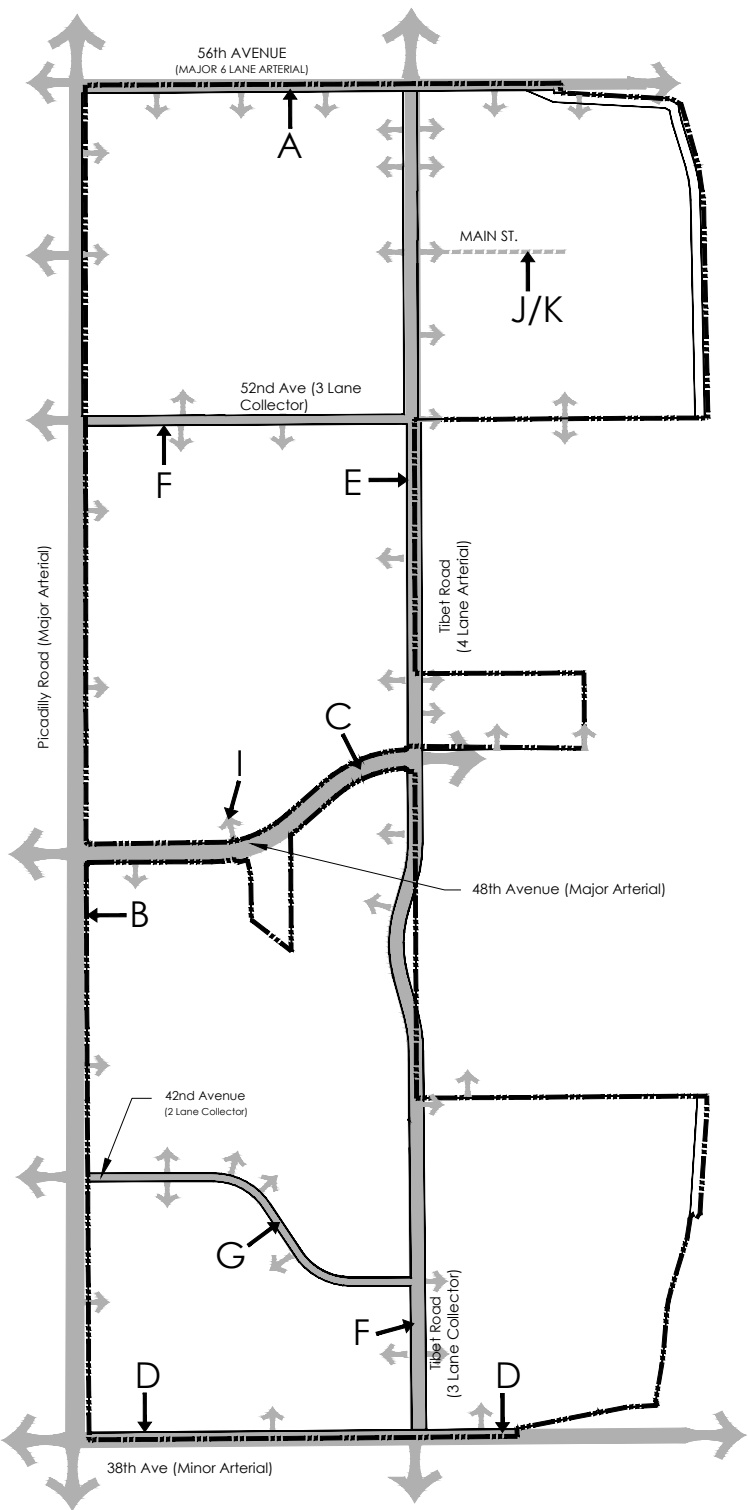 56th AVENUE
(MAJOR 6 LANE ARTERIAL)
A
MAIN ST.
J/K
52nd Ave (3 Lane
Collector)
F
E
Tibet Road
(4 Lane Arterial)
Picadilly Road (Major Arterial)
C
I
48th Avenue (Major Arterial)
B
42nd Avenue
(2 Lane Collector)
G
F
Tibet Road
(3 Lane Collector)
D
D
38th Ave (Minor Arterial)